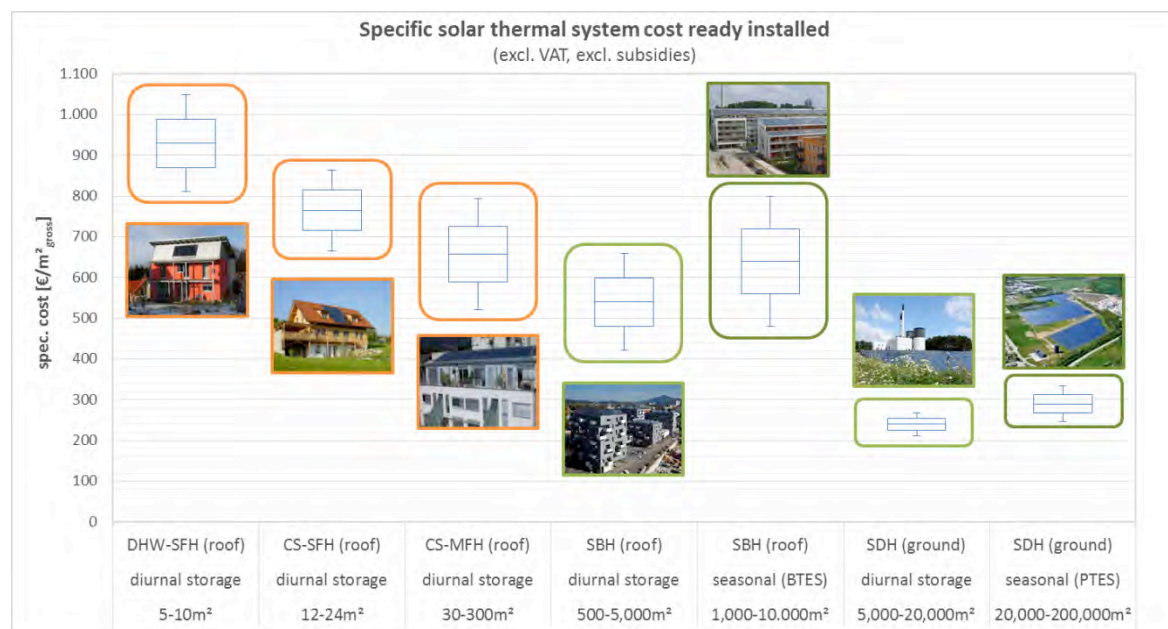 Specific solar thermal system cost ready installed
(excl. VAT, excl. subsidies)
spec. cost [€/m²gross]
1.100
1.000
900
800
700
600
500
400
300
200
100
0
DHW-SFH (roof)
diurnal storage
5-10m²
CS-SFH (roof)
diurnal storage
12-24m²
CS-MFH (roof)
diurnal storage
30-300m²
SBH (roof)
diurnal storage
500-5,000m²
SBH (roof)
seasonal (BTES)
1,000-10.000m²
SDH (ground)
diurnal storage
5,000-20,000m²
SDH (ground)
seasonal (PTES)
20,000-200,000m²